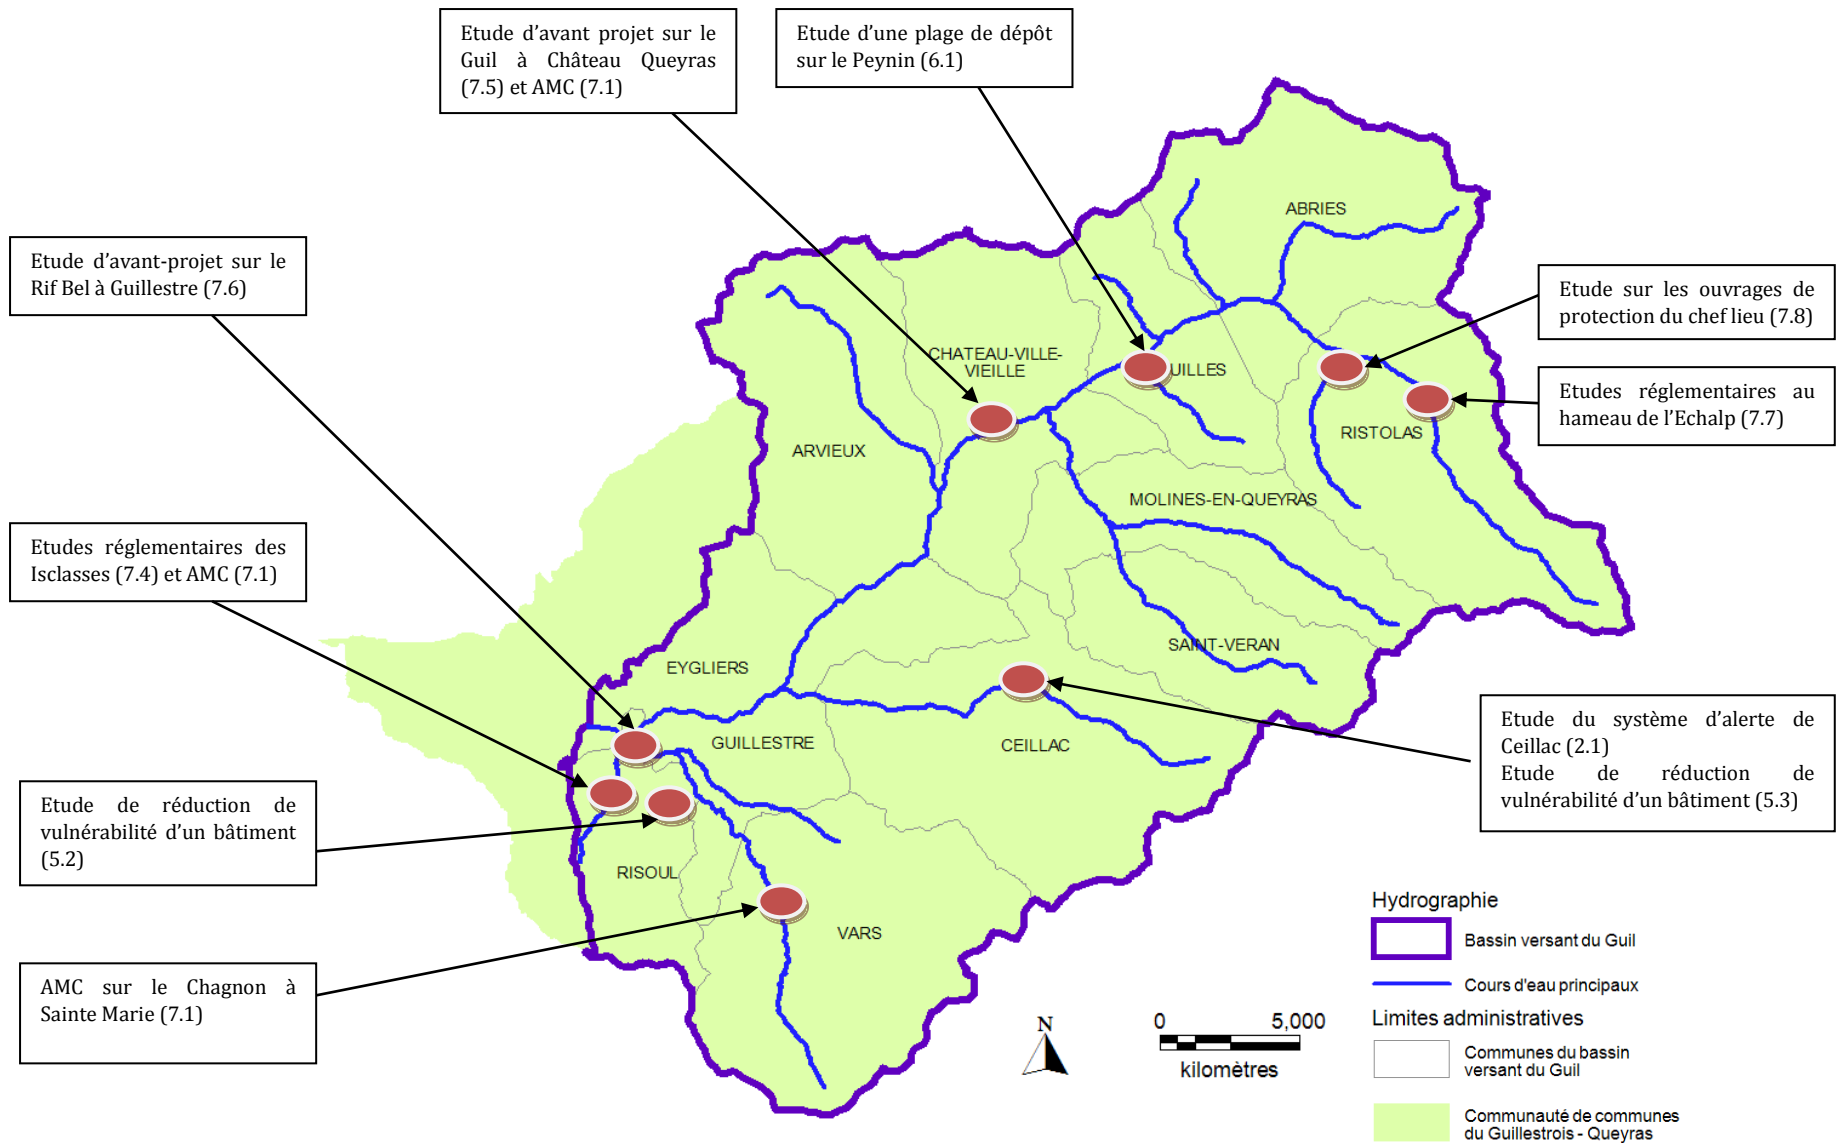 Etude d'avant projet sur le
Guil à Château Queyras
(7.5) et AMC (7.1)
Etude d'une plage de dépôt
sur le Peynin (6.1)
Etude d'avant-projet sur le
Rif Bel à Guillestre (7.6)
Etude sur les ouvrages de
protection du chef lieu (7.8)
Etudes réglementaires au
hameau de l'Echalp (7.7)
Etudes réglementaires des
Isclasses (7.4) et AMC (7.1)
Etude du système d'alerte de
Ceillac (2.1)
Etude de réduction de
vulnérabilité d'un bâtiment (5.3)
Etude de réduction de
vulnérabilité d'un bâtiment
(5.2)
AMC sur le Chagnon à
Sainte Marie (7.1)
ABRIES
CHATEAU-VILLE-
VIEILLE
UILLES
RISTOLAS
ARVIEUX
MOLINES-EN-QUEYRAS
SAINT-VERAN
EYGLIERS
GUILLESTRE
CEILLAC
RISOUL
VARS
N
0 5,000
kilomètres
Hydrographie
Bassin versant du Guil
Cours d'eau principaux
Limites administratives
Communes du bassin
versant du Guil
Communauté de communes
du Guillestrois - Queyras